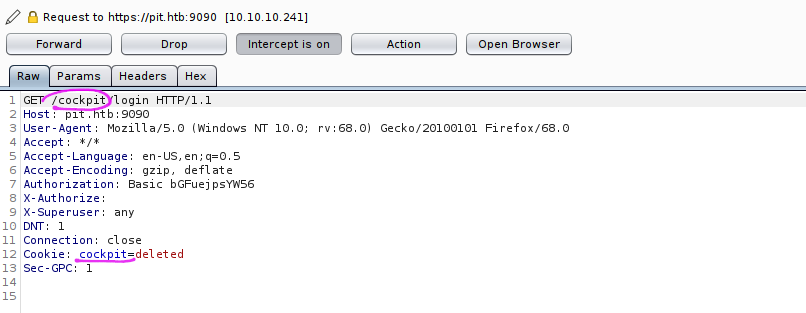 Request to https://pit.htb:9090 [10.10.10.241]
Forward Drop Intercept is on Action Open Browser
Raw Params Headers Hex
1 GET /cockpit/login HTTP/1.1
2 Host: pit.htb:9090
3 User-Agent: Mozilla/5.0 (Windows NT 10.0; rv:68.0) Gecko/20100101 Firefox/68.0
4 Accept: */*
5 Accept-Language: en-US,en;q=0.5
6 Accept-Encoding: gzip, deflate
7 Authorization: Basic bGFuejpsYW56
8 X-Authorize:
9 X-Superuser: any
10 DNT: 1
11 Connection: close
12 Cookie: cockpit=deleted
13 Sec-GPC: 1
14
15